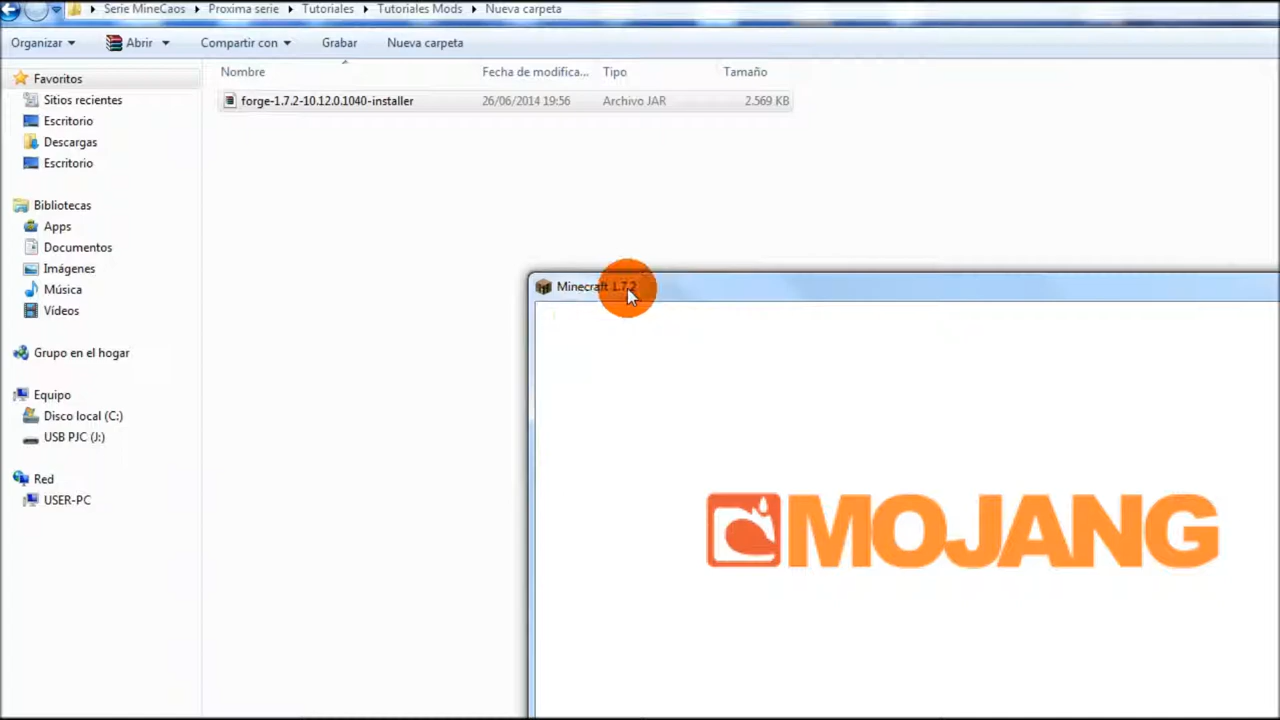 Serie MineCaos Proxima serie Tutoriales Tutoriales Mods Nueva carpeta
Organizar Abrir Compartir con Grabar Nueva carpeta
Nombre Fecha de modifica... Tipo Tamaño
forge-1.7.2-10.12.0.1040-installer 26/06/2014 19:56 Archivo JAR 2.569 KB
Favoritos
Sitios recientes
Escritorio
Descargas
Escritorio
Bibliotecas
Apps
Documentos
Imágenes
Música
Vídeos
Grupo en el hogar
Equipo
Disco local (C:)
USB PJC (J:)
Red
USER-PC
Minecraft 1.7.2
MOJANG